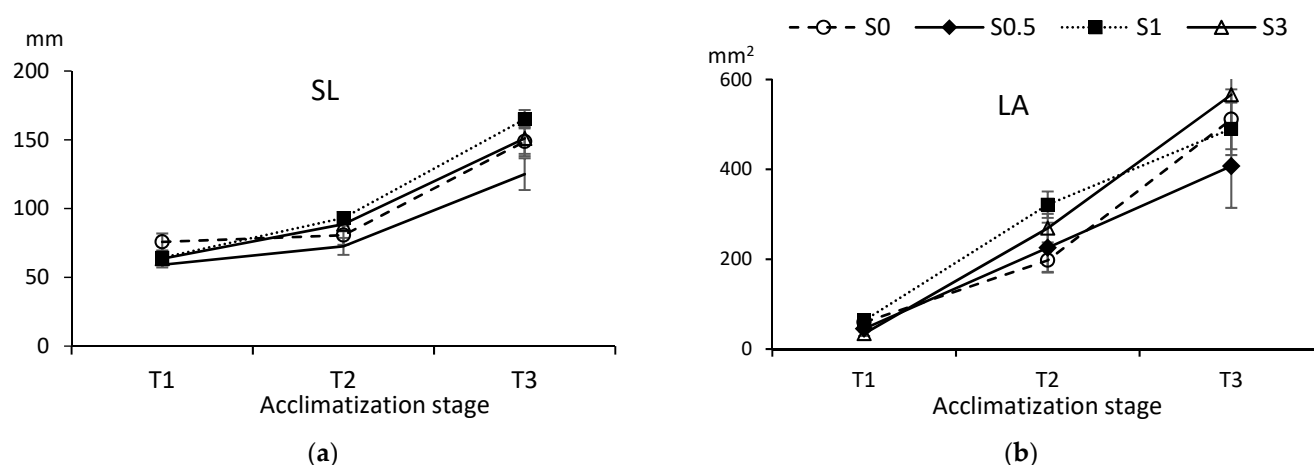 mm
200
150
100
50
0
SL
T1 T2 T3
Acclimatization stage
(a)
S0 S0.5 S1 S3
mm²
600
400
200
0
LA
T1 T2 T3
Acclimatization stage
(b)